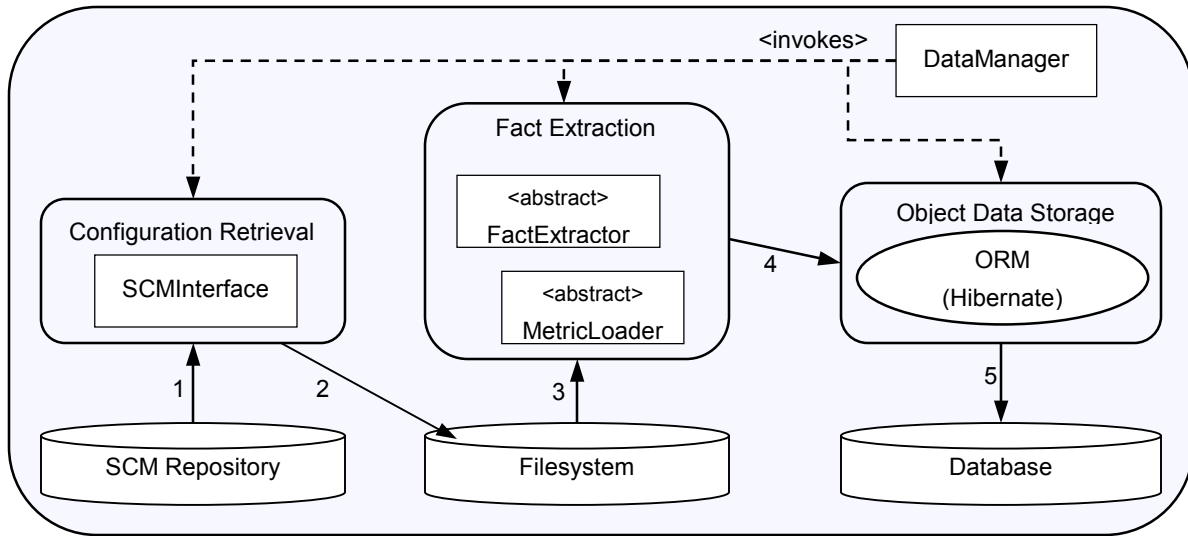 <invokes>
DataManager
Fact Extraction
<abstract>
FactExtractor
<abstract>
MetricLoader
Configuration Retrieval
SCMInterface
Object Data Storage
ORM
(Hibernate)
1
2
3
4
5
SCM Repository
Filesystem
Database